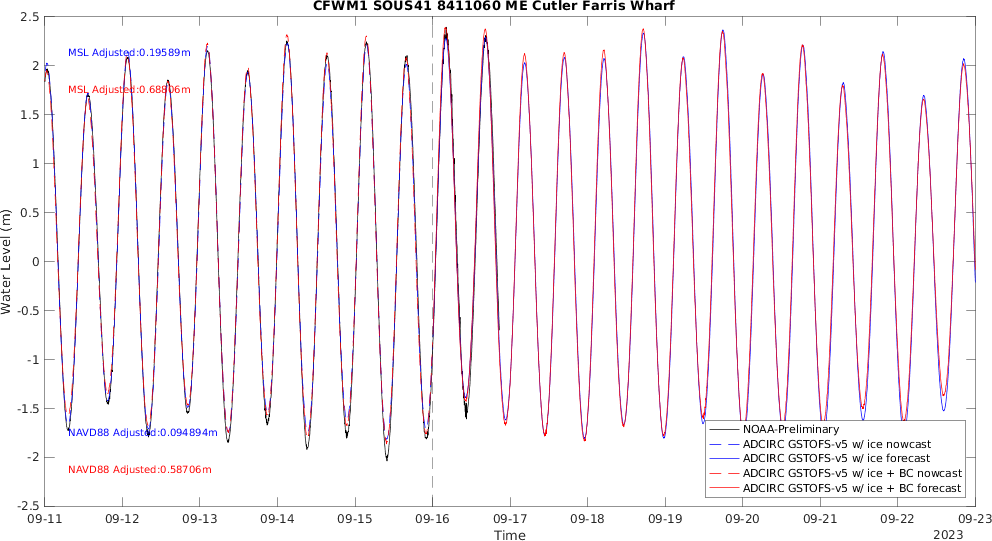 CFWM1 SOUS41 8411060 ME Cutler Farris Wharf
2.5
2
1.5
1
0.5
0
-0.5
-1
-1.5
-2
-2.5
Water Level (m)
MSL Adjusted:0.19589m
MSL Adjusted:0.68806m
NAVD88 Adjusted:0.094894m
NAVD88 Adjusted:0.58706m
NOAA-Preliminary
ADCIRC GSTOFS-v5 w/ ice nowcast
ADCIRC GSTOFS-v5 w/ ice forecast
ADCIRC GSTOFS-v5 w/ ice + BC nowcast
ADCIRC GSTOFS-v5 w/ ice + BC forecast
09-11 09-12 09-13 09-14 09-15 09-16 09-17 09-18 09-19 09-20 09-21 09-22 09-23
Time
2023